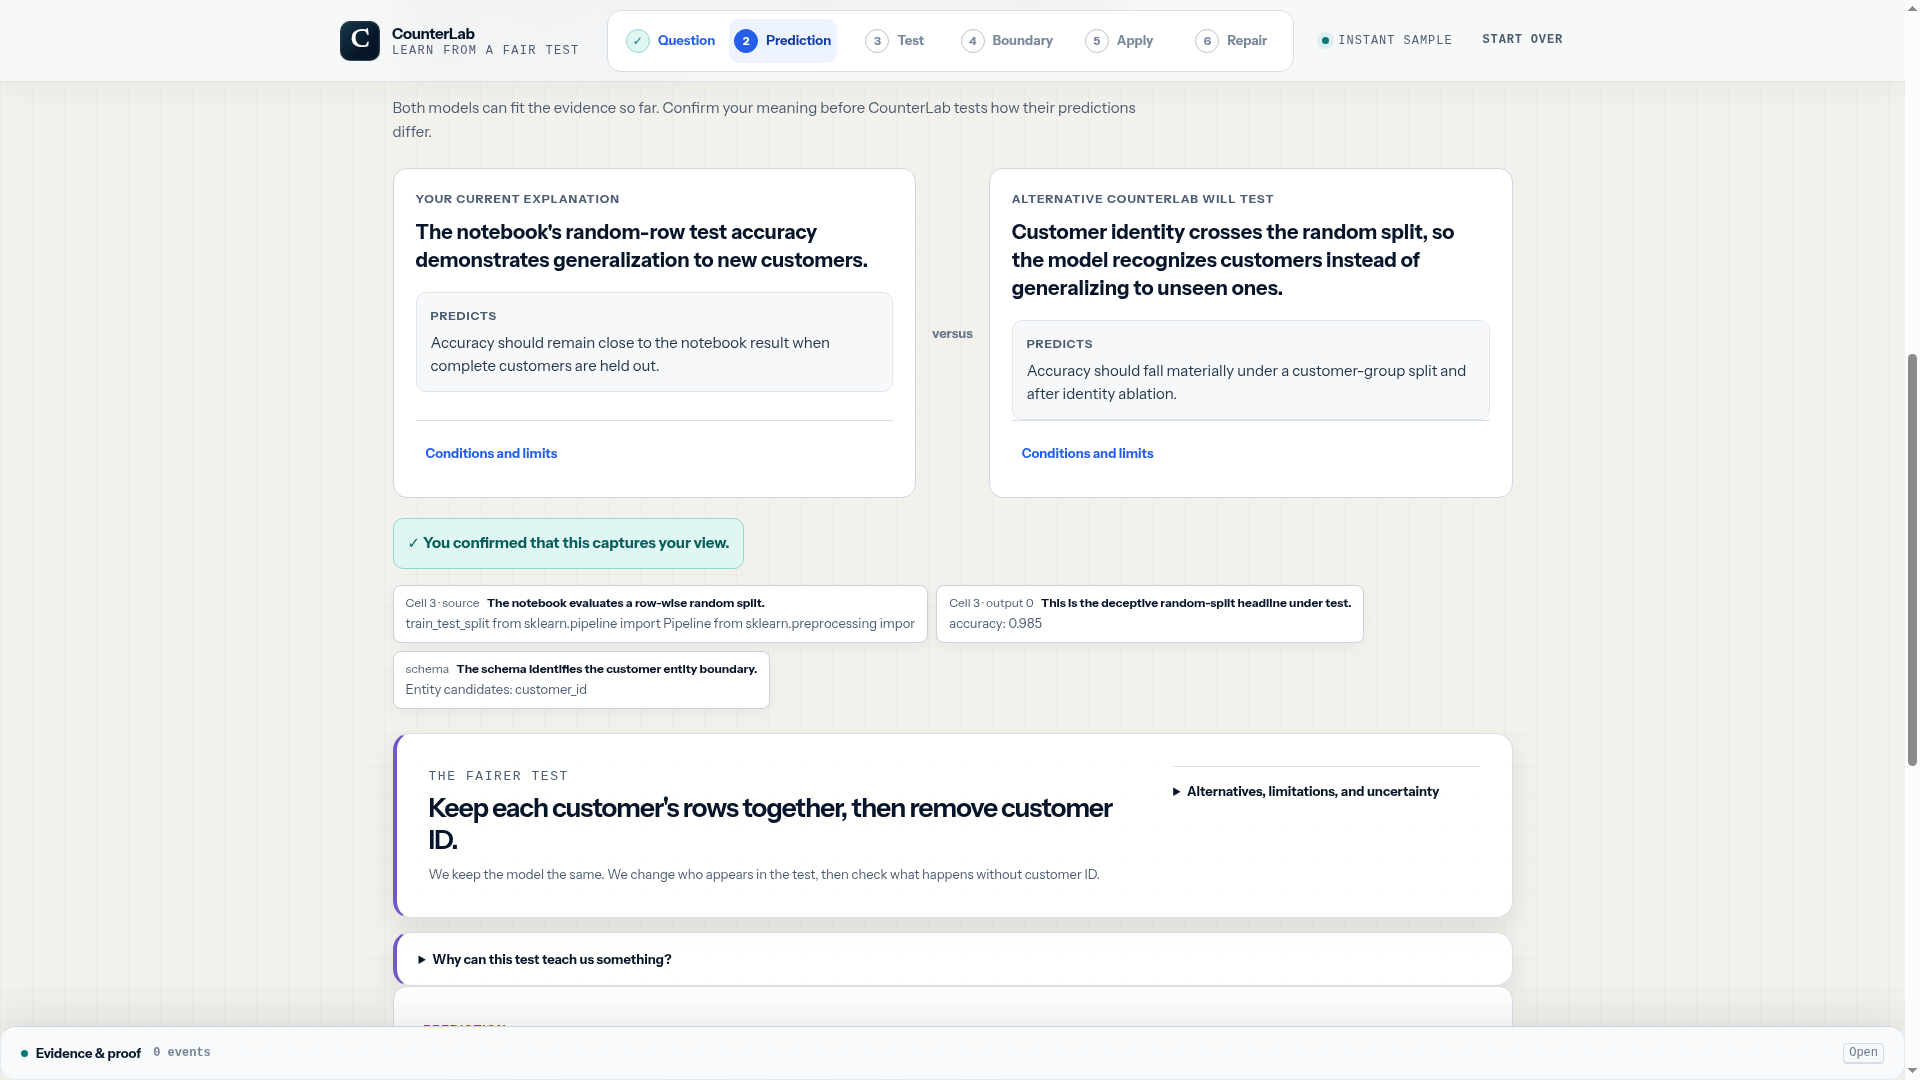 C
CounterLab
LEARN FROM A FAIR TEST
✓ Question
2 Prediction
3 Test
4 Boundary
5 Apply
6 Repair
INSTANT SAMPLE
START OVER
Both models can fit the evidence so far. Confirm your meaning before CounterLab tests how their predictions
differ.
YOUR CURRENT EXPLANATION
The notebook's random-row test accuracy
demonstrates generalization to new customers.
PREDICTS
Accuracy should remain close to the notebook result when
complete customers are held out.
Conditions and limits
versus
ALTERNATIVE COUNTERLAB WILL TEST
Customer identity crosses the random split, so
the model recognizes customers instead of
generalizing to unseen ones.
PREDICTS
Accuracy should fall materially under a customer-group split and
after identity ablation.
Conditions and limits
✓ You confirmed that this captures your view.
Cell 3 · source The notebook evaluates a row-wise random split.
train_test_split from sklearn.pipeline import Pipeline from sklearn.preprocessing impor
Cell 3 · output 0 This is the deceptive random-split headline under test.
accuracy: 0.985
schema The schema identifies the customer entity boundary.
Entity candidates: customer_id
THE FAIRER TEST
Keep each customer's rows together, then remove customer
ID.
We keep the model the same. We change who appears in the test, then check what happens without customer ID.
Alternatives, limitations, and uncertainty
Why can this test teach us something?
Evidence & proof 0 events
Open